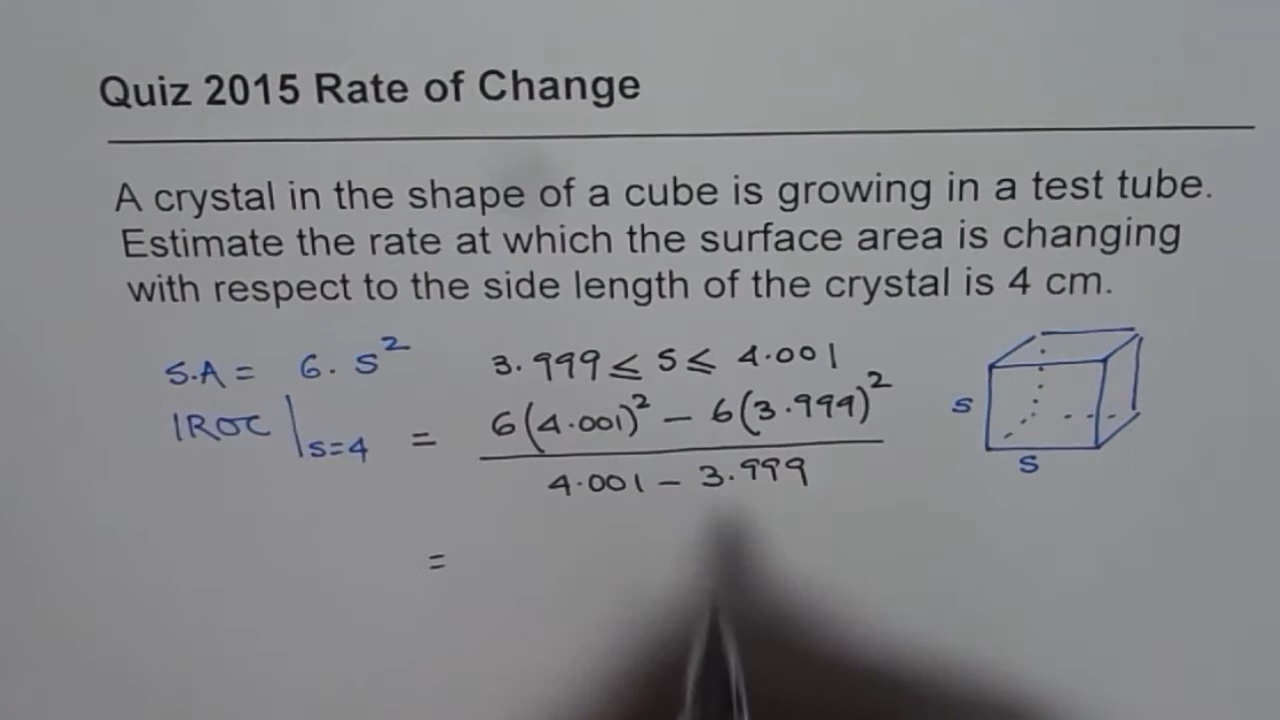 Quiz 2015 Rate of Change
A crystal in the shape of a cube is growing in a test tube.
Estimate the rate at which the surface area is changing
with respect to the side length of the crystal is 4 cm.
S.A = 6. s² 3.999 ≤ s ≤ 4.001
IROC |s=4 = 6(4.001)² - 6(3.999)²
4.001 - 3.999
=
s
s